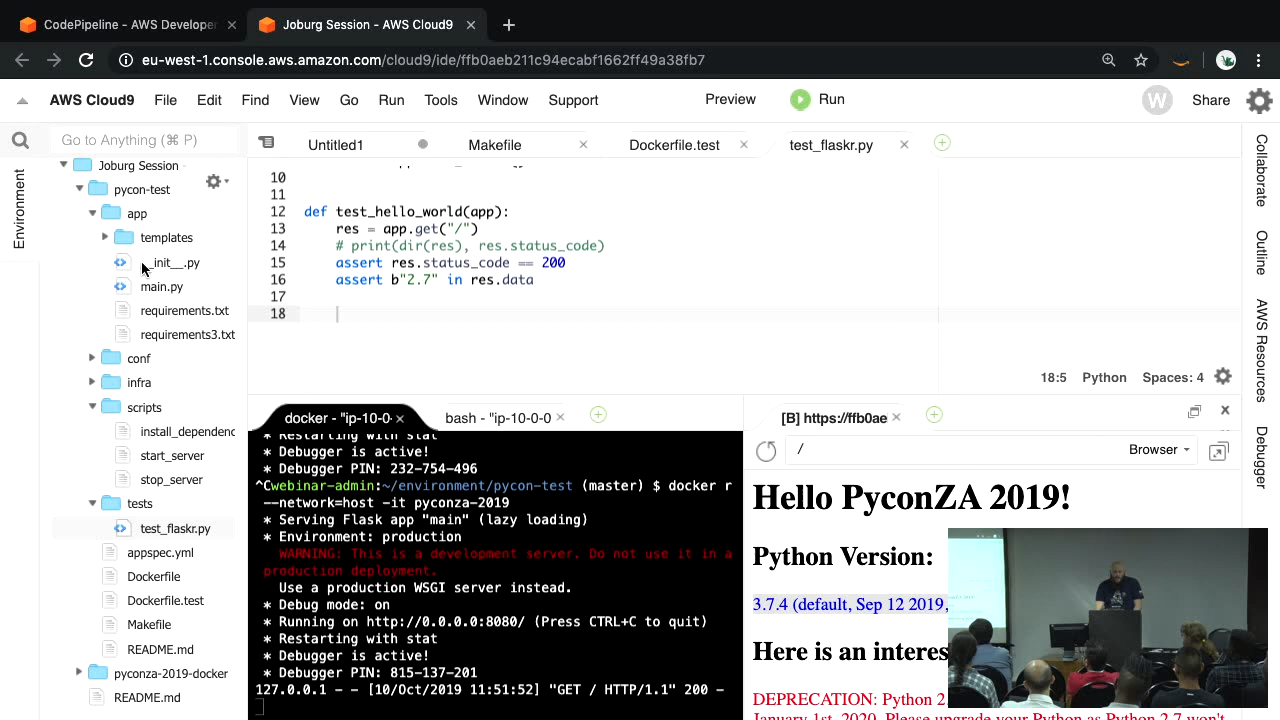 CodePipeline - AWS Developer
Joburg Session - AWS Cloud9
eu-west-1.console.aws.amazon.com/cloud9/ide/ffb0aeb211c94ecabf1662ff49a38fb7
AWS Cloud9 File Edit Find View Go Run Tools Window Support Preview Run W Share
Go to Anything (⌘ P)
Untitled1 Makefile Dockerfile.test test_flaskr.py
Environment
Joburg Session
pycon-test
app
templates
__init__.py
main.py
requirements.txt
requirements3.txt
conf
infra
scripts
install_dependenc
start_server
stop_server
tests
test_flaskr.py
appspec.yml
Dockerfile
Dockerfile.test
Makefile
README.md
pyconza-2019-docker
README.md
10
11
12 def test_hello_world(app):
13 res = app.get("/")
14 # print(dir(res), res.status_code)
15 assert res.status_code == 200
16 assert b"2.7" in res.data
17
18
18:5 Python Spaces: 4
Collaborate
Outline
AWS Resources
Debugger
docker - "ip-10-0- bash - "ip-10-0-0
* Restarting with stat
* Debugger is active!
* Debugger PIN: 232-754-496
^Cwebinar-admin:~/environment/pycon-test (master) $ docker r
--network=host -it pyconza-2019
* Serving Flask app "main" (lazy loading)
* Environment: production
WARNING: This is a development server. Do not use it in a
production deployment.
Use a production WSGI server instead.
* Debug mode: on
* Running on http://0.0.0.0:8080/ (Press CTRL+C to quit)
* Restarting with stat
* Debugger is active!
* Debugger PIN: 815-137-201
127.0.0.1 - - [10/Oct/2019 11:51:52] "GET / HTTP/1.1" 200 -
[B] https://ffb0ae
/ Browser
Hello PyconZA 2019!
Python Version:
3.7.4 (default, Sep 12 2019,
Here is an interes
DEPRECATION: Python 2
January 1st, 2020. Please upgrade your Python as Python 2.7 won't